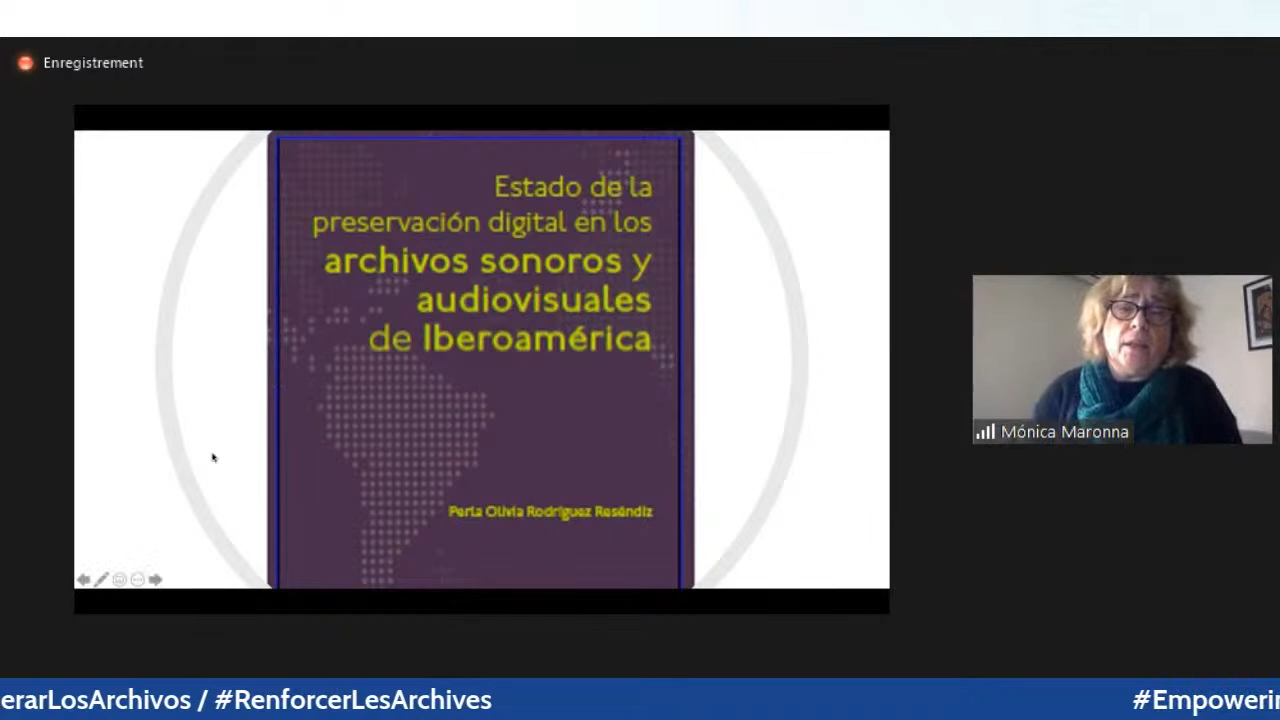 Enregistrement
Estado de la
preservación digital en los
archivos sonoros y
audiovisuales
de Iberoamérica
Perla Olivia Rodríguez Reséndiz
Mónica Maronna
erarLosArchivos / #RenforcerLesArchives
#Empowerin